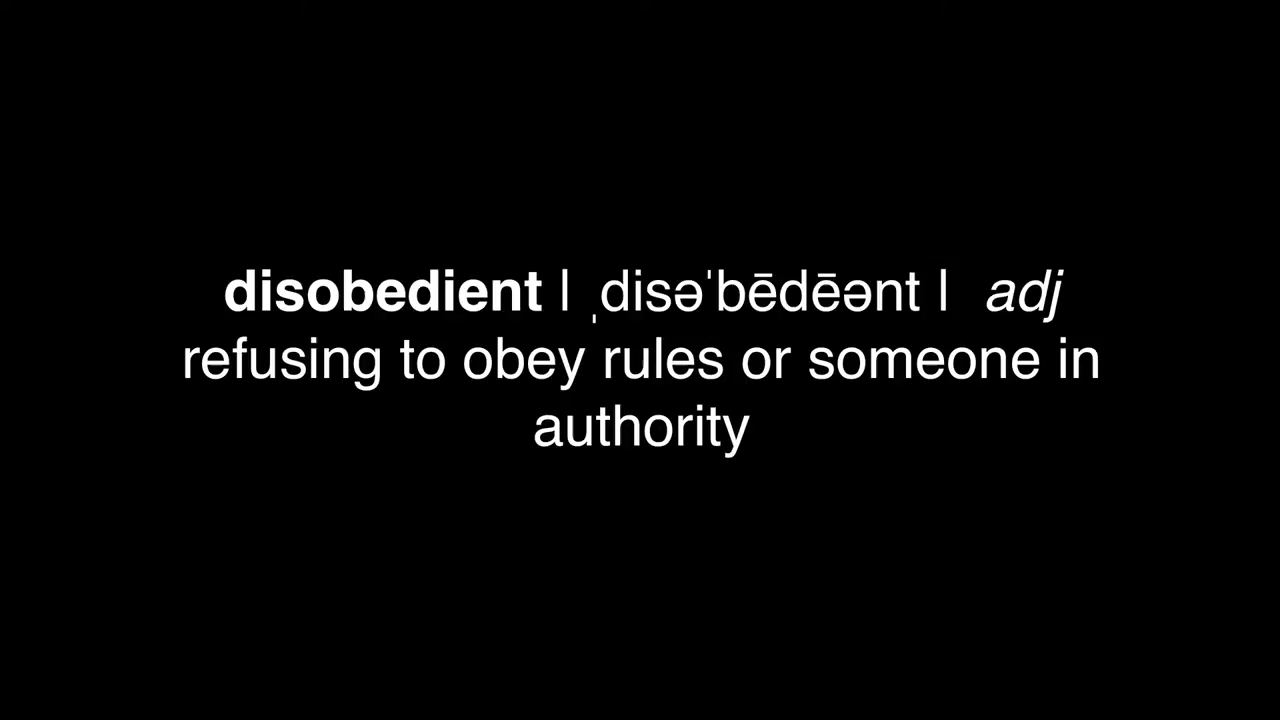 disobedient | ˌdisəˈbēdēənt | adj
refusing to obey rules or someone in
authority